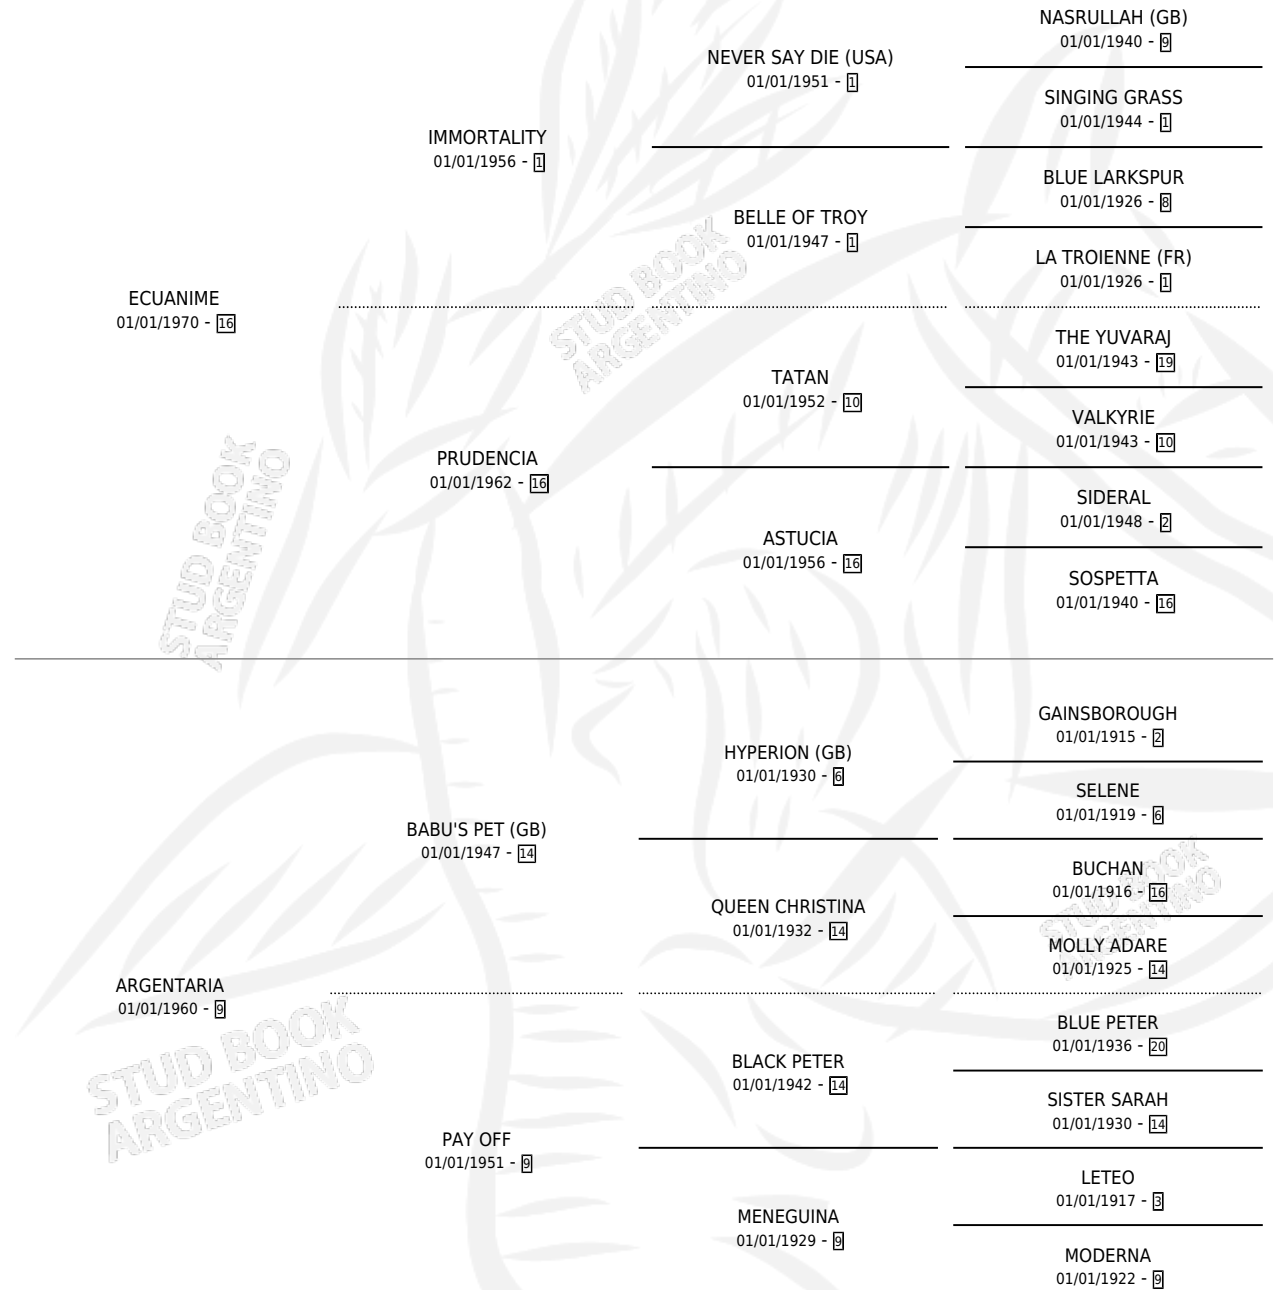 NASRULLAH (GB)
01/01/1940 - 9
NEVER SAY DIE (USA)
01/01/1951 - 1
SINGING GRASS
01/01/1944 - 1
IMMORTALITY
01/01/1956 - 1
BLUE LARKSPUR
01/01/1926 - 8
BELLE OF TROY
01/01/1947 - 1
LA TROIENNE (FR)
01/01/1926 - 1
ECUANIME
01/01/1970 - 16
THE YUVARAJ
01/01/1943 - 19
TATAN
01/01/1952 - 10
VALKYRIE
01/01/1943 - 10
PRUDENCIA
01/01/1962 - 16
SIDERAL
01/01/1948 - 2
ASTUCIA
01/01/1956 - 16
SOSPETTA
01/01/1940 - 16
STUD BOOK
ARGENTINO
STUD BOOK
ARGENTINO
GAINSBOROUGH
01/01/1915 - 2
HYPERION (GB)
01/01/1930 - 6
SELENE
01/01/1919 - 6
BABU'S PET (GB)
01/01/1947 - 14
BUCHAN
01/01/1916 - 16
QUEEN CHRISTINA
01/01/1932 - 14
MOLLY ADARE
01/01/1925 - 14
STUD BOOK
ARGENTINO
ARGENTARIA
01/01/1960 - 9
BLUE PETER
01/01/1936 - 20
BLACK PETER
01/01/1942 - 14
SISTER SARAH
01/01/1930 - 14
STUD BOOK
ARGENTINO
PAY OFF
01/01/1951 - 9
LETEO
01/01/1917 - 3
MENEGUINA
01/01/1929 - 9
MODERNA
01/01/1922 - 9